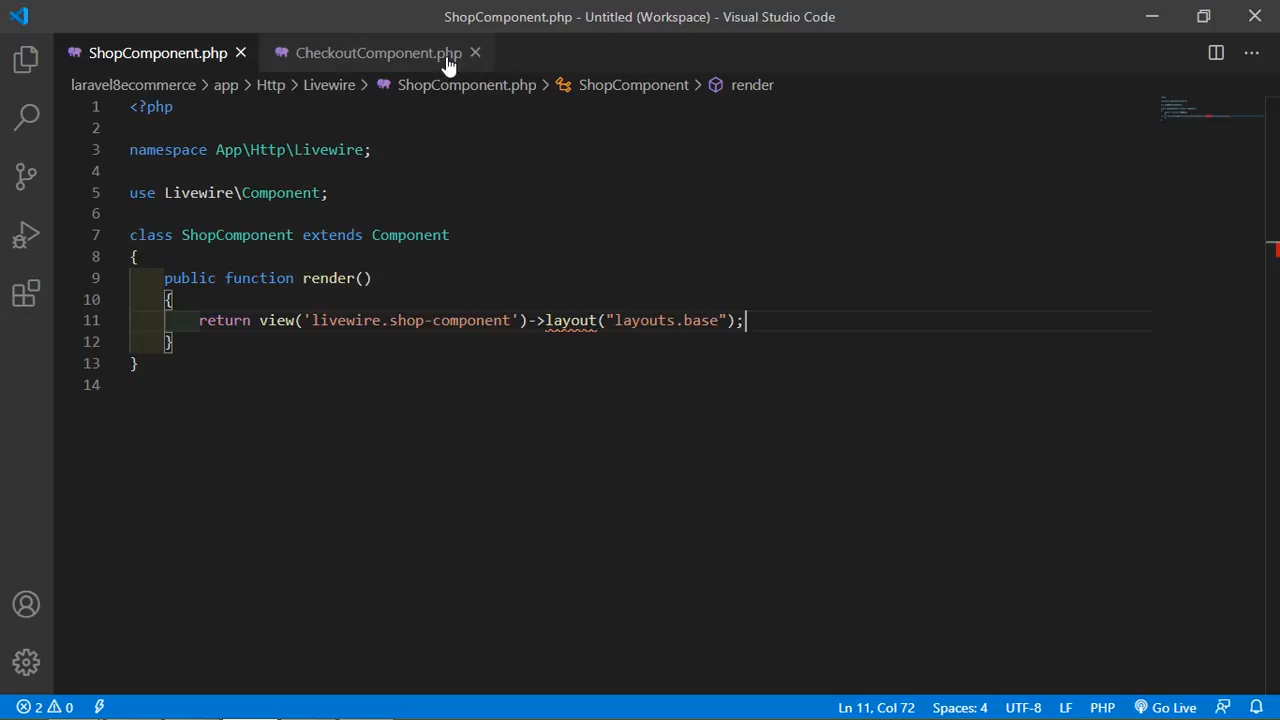 ShopComponent.php - Untitled (Workspace) - Visual Studio Code
ShopComponent.php CheckoutComponent.php
laravel8ecommerce > app > Http > Livewire > ShopComponent.php > ShopComponent > render
1 <?php
2
3 namespace App\Http\Livewire;
4
5 use Livewire\Component;
6
7 class ShopComponent extends Component
8 {
9 public function render()
10 {
11 return view('livewire.shop-component')->layout("layouts.base");
12 }
13 }
14
2 0 Ln 11, Col 72 Spaces: 4 UTF-8 LF PHP Go Live